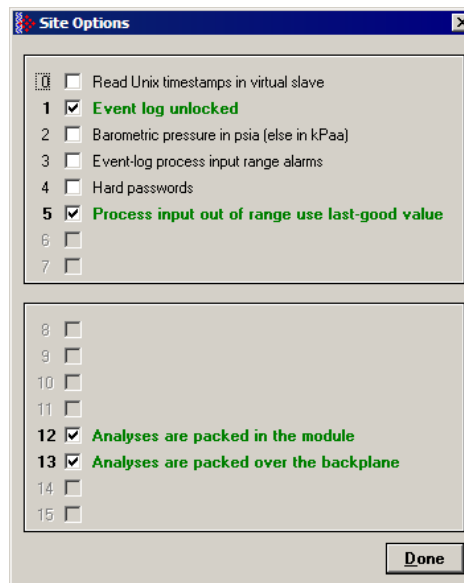 Site Options
0 Read Unix timestamps in virtual slave
1 Event log unlocked
2 Barometric pressure in psia (else in kPaa)
3 Event-log process input range alarms
4 Hard passwords
5 Process input out of range use last-good value
6
7
8
9
10
11
12 Analyses are packed in the module
13 Analyses are packed over the backplane
14
15
Done